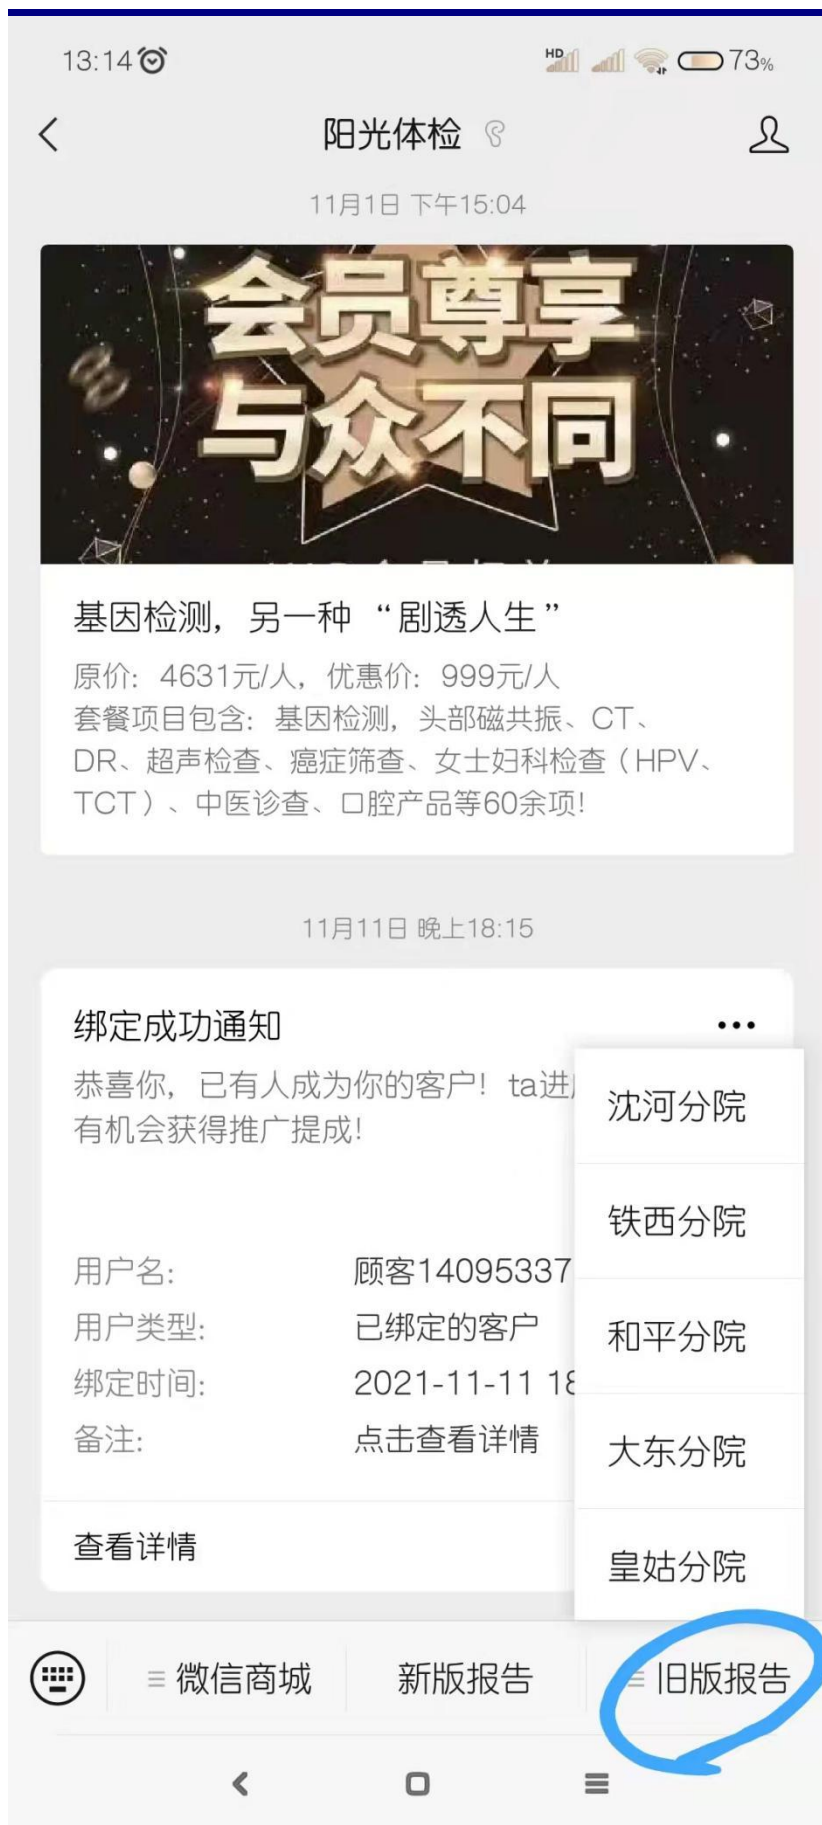 13:14
HD
73%
阳光体检
11月1日 下午15:04
会员尊享
与众不同
基因检测，另一种“剧透人生”
原价：4631元/人，优惠价：999元/人
套餐项目包含：基因检测，头部磁共振、CT、
DR、超声检查、癌症筛查、女士妇科检查（HPV、
TCT）、中医诊查、口腔产品等60余项！
11月11日 晚上18:15
绑定成功通知
恭喜你，已有人成为你的客户！ta进
有机会获得推广提成！
用户名： 顾客14095337
用户类型： 已绑定的客户
绑定时间： 2021-11-11 18
备注： 点击查看详情
查看详情
沈河分院
铁西分院
和平分院
大东分院
皇姑分院
微信商城
新版报告
旧版报告